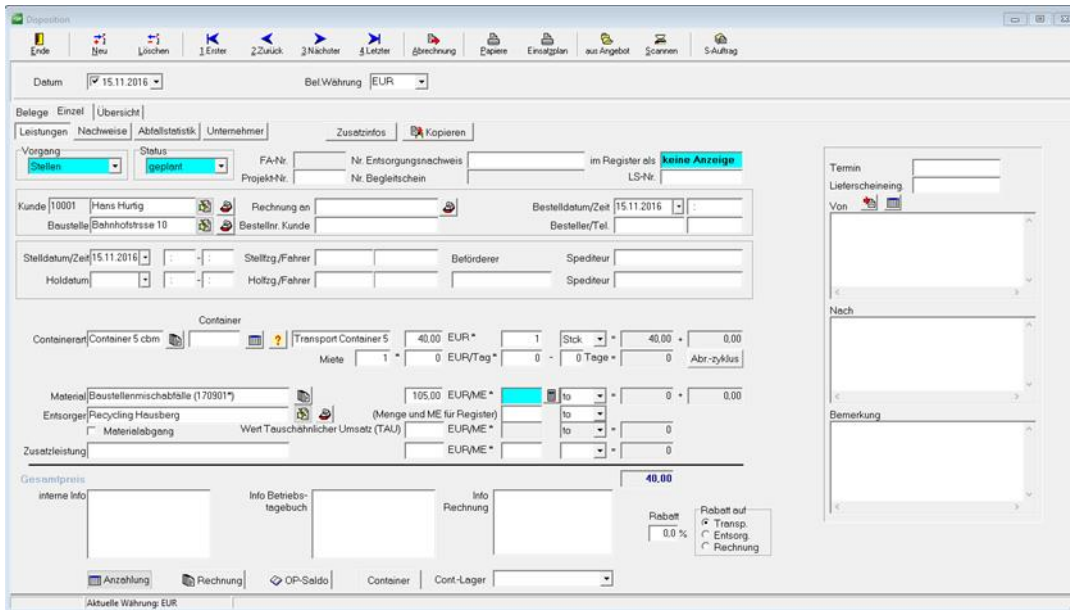 Disposition
Ende Neu Löschen 1.Erster 2.Zurück 3.Nächster 4.Letzter Abrechnung Papiere Einsatzplan aus Angebot Scannen S-Auftrag
Datum 15.11.2016 Bel.Währung EUR
Belege Einzel Übersicht
Leistungen Nachweise Abfallstatistik Unternehmer Zusatzinfos Kopieren
Vorgang Status
Stellen geplant FA-Nr. Nr. Entsorgungsnachweis im Register als keine Anzeige
Projekt-Nr. Nr. Begleitschein LS-Nr.
Kunde 10001 Hans Hurtig Rechnung an Bestelldatum/Zeit 15.11.2016 :
Baustelle Bahnhofstrsse 10 Bestellnr. Kunde Besteller/Tel.
Stelldatum/Zeit 15.11.2016 : - : Stellfzg./Fahrer Beförderer Spediteur
Holdatum : - : Holfzg./Fahrer Spediteur
Container
Containerart Container 5 cbm ? Transport Container 5 40,00 EUR * 1 Stck = 40,00 + 0,00
Miete 1 * 0 EUR/Tag * 0 - 0 Tage = 0 Abr.-zyklus
Material Baustellenmischabfälle (170901*) 105,00 EUR/ME * to = 0 + 0,00
Entsorger Recycling Hausberg (Menge und ME für Register) to
Materialabgang Wert Tauschähnlicher Umsatz (TAU) EUR/ME * to = 0
Zusatzleistung EUR/ME * = 0
Gesamtpreis 40,00
interne Info Info Betriebs-
tagebuch Info
Rechnung Rabatt
0,0 % Rabatt auf
Transp.
Entsorg.
Rechnung
Anzahlung Rechnung OP-Saldo Container Cont.-Lager
Aktuelle Währung: EUR
Termin
Lieferscheineing.
Von
Nach
Bemerkung